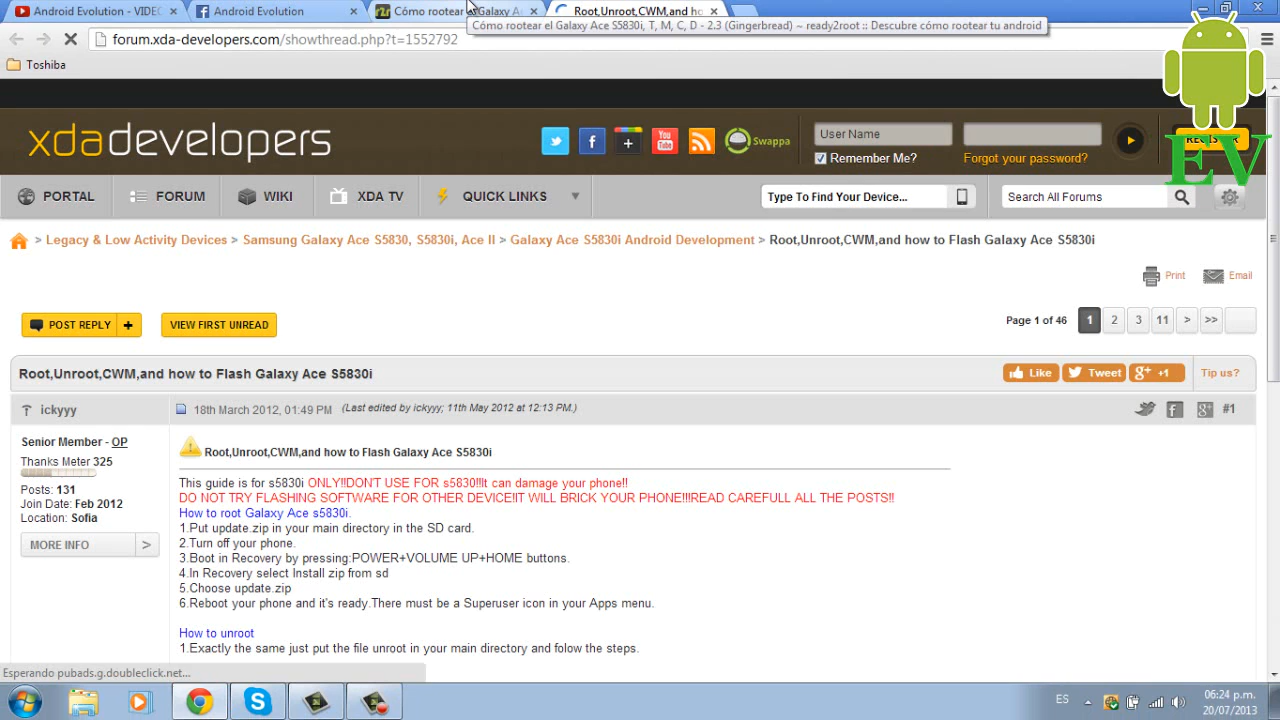 Android Evolution - VIDEO
Android Evolution
Cómo rootear el Galaxy Ac
Root,Unroot,CWM,and ho
Cómo rootear el Galaxy Ace S5830i, T, M, C, D - 2.3 (Gingerbread) ~ ready2root :: Descubre cómo rootear tu android
forum.xda-developers.com/showthread.php?t=1552792
Toshiba
xdadevelopers
You Tube
Swappa
User Name
Remember Me?
Forgot your password?
REGISTER
EV
PORTAL
FORUM
WIKI
XDA TV
QUICK LINKS
Type To Find Your Device...
Search All Forums
> Legacy & Low Activity Devices > Samsung Galaxy Ace S5830, S5830i, Ace II > Galaxy Ace S5830i Android Development > Root,Unroot,CWM,and how to Flash Galaxy Ace S5830i
Print
Email
POST REPLY +
VIEW FIRST UNREAD
Page 1 of 46
1 2 3 11 > >>
Root,Unroot,CWM,and how to Flash Galaxy Ace S5830i
Like
Tweet
g+ +1
Tip us?
ickyyy
18th March 2012, 01:49 PM (Last edited by ickyyy; 11th May 2012 at 12:13 PM.)
#1
Senior Member - OP
Thanks Meter 325
Posts: 131
Join Date: Feb 2012
Location: Sofia
MORE INFO >
Root,Unroot,CWM,and how to Flash Galaxy Ace S5830i
This guide is for s5830i ONLY!!DON'T USE FOR s5830!!It can damage your phone!!
DO NOT TRY FLASHING SOFTWARE FOR OTHER DEVICE!IT WILL BRICK YOUR PHONE!!!READ CAREFULL ALL THE POSTS!!
How to root Galaxy Ace s5830i.
1.Put update.zip in your main directory in the SD card.
2.Turn off your phone.
3.Boot in Recovery by pressing:POWER+VOLUME UP+HOME buttons.
4.In Recovery select Install zip from sd
5.Choose update.zip
6.Reboot your phone and it's ready.There must be a Superuser icon in your Apps menu.
How to unroot
1.Exactly the same just put the file unroot in your main directory and folow the steps.
Esperando pubads.g.doubleclick.net...
ES
06:24 p.m.
20/07/2013